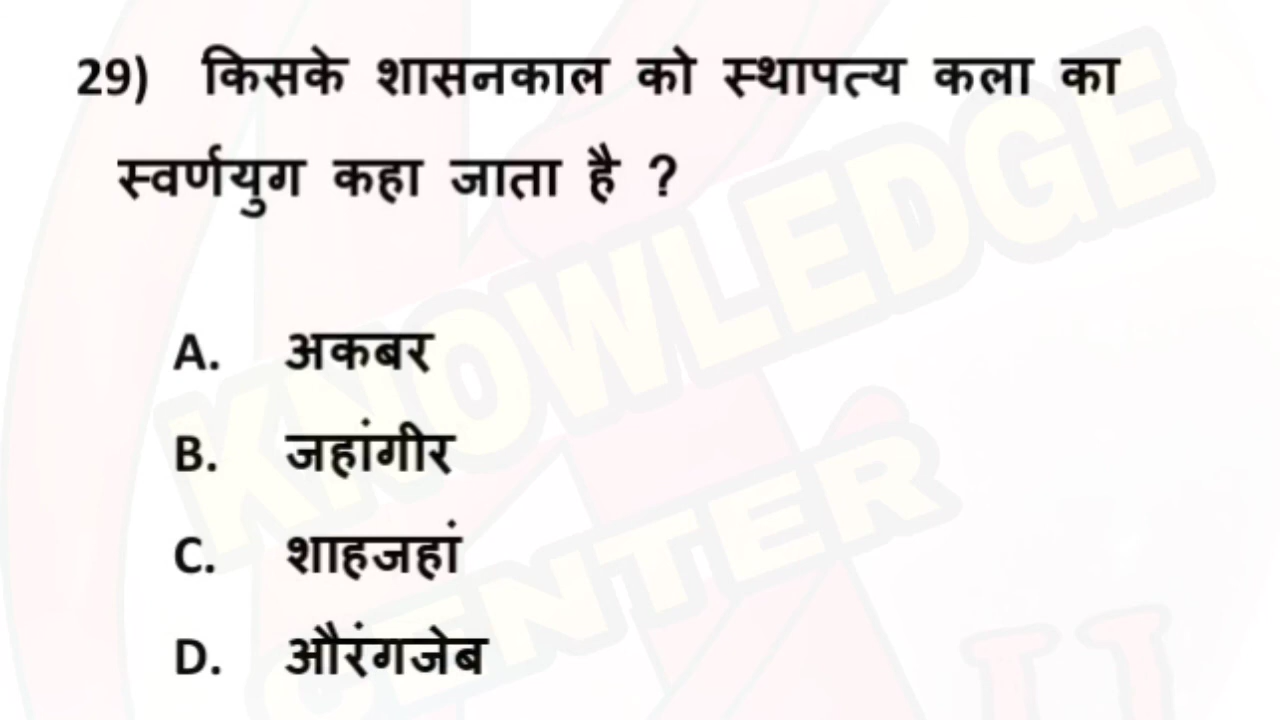 29) किसके शासनकाल को स्थापत्य कला का
स्वर्णयुग कहा जाता है ?
A. अकबर
B. जहांगीर
C. शाहजहां
D. औरंगजेब
KNOWLEDGE
CENTER